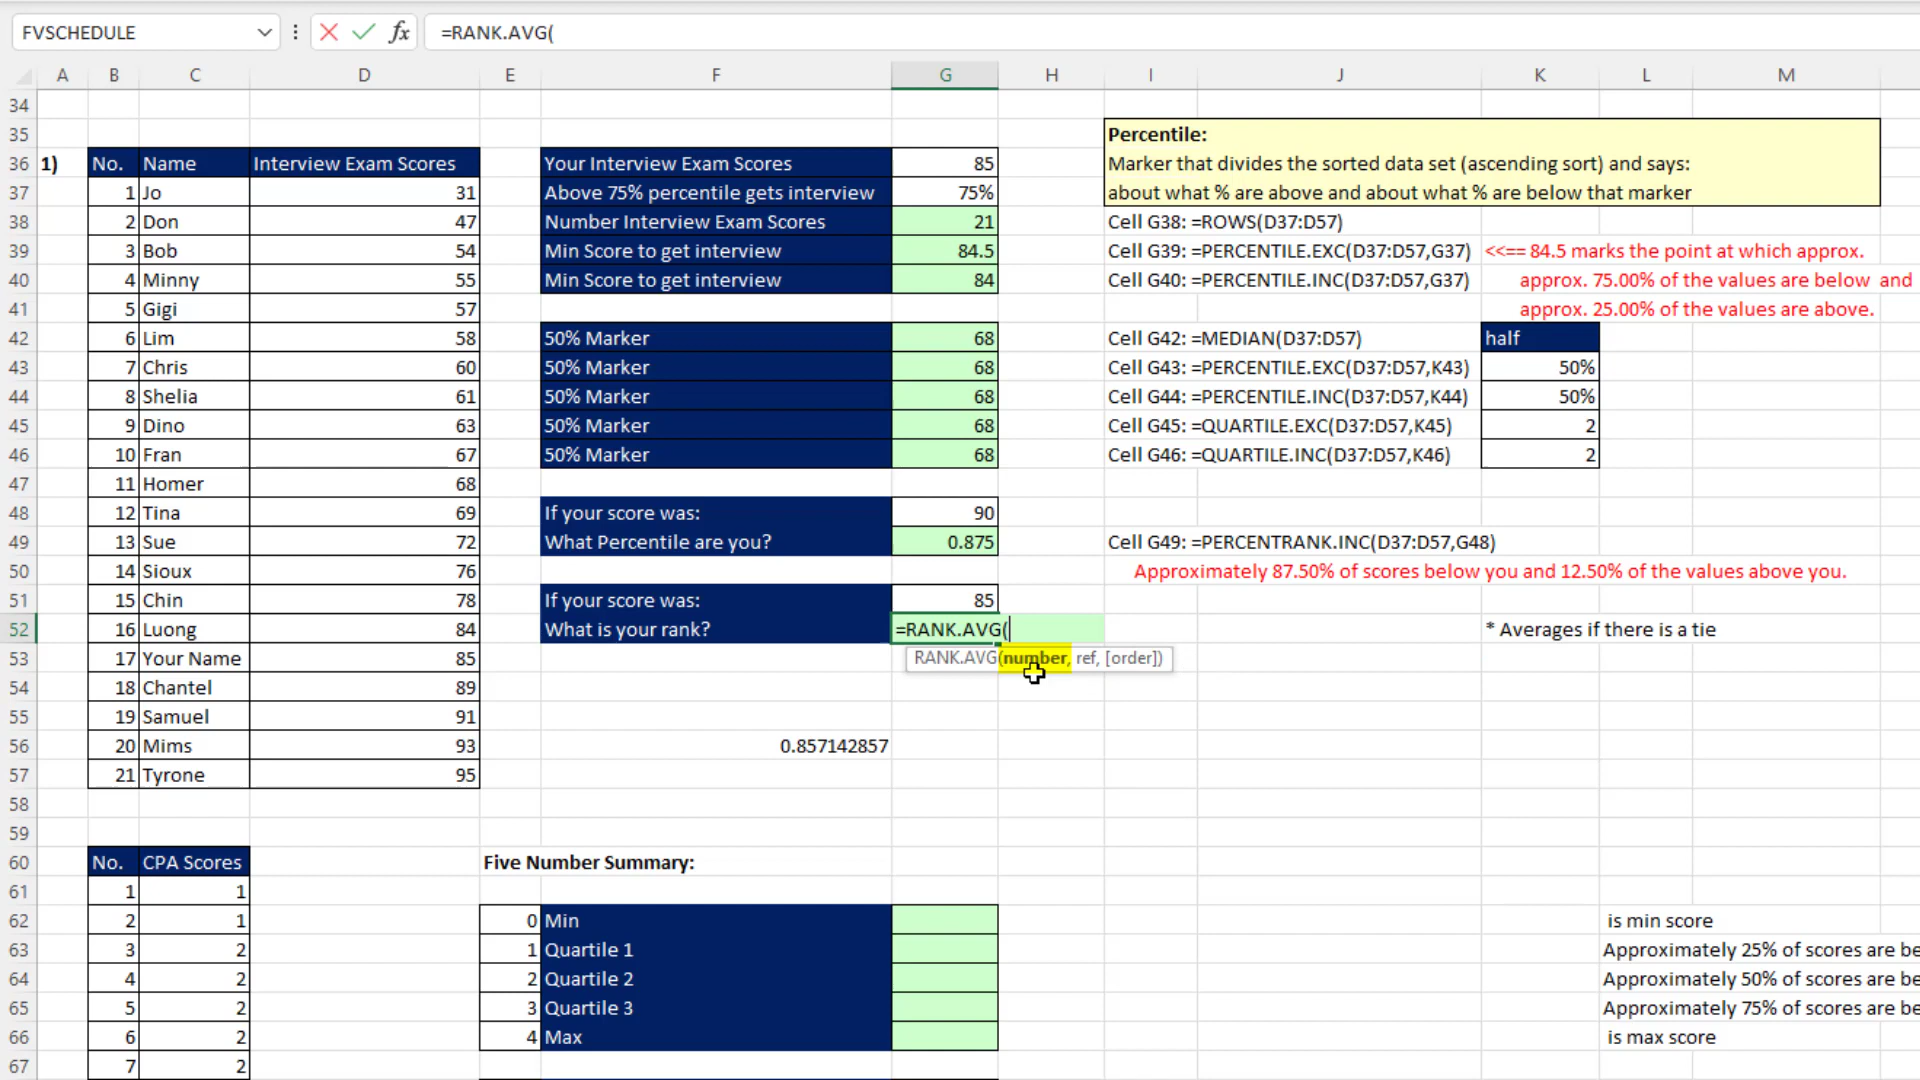 FVSCHEDULE =RANK.AVG(
A B C D E F G H I J K L M
34
35 Percentile:
36 1) No. Name Interview Exam Scores Your Interview Exam Scores 85 Marker that divides the sorted data set (ascending sort) and says:
37 1 Jo 31 Above 75% percentile gets interview 75% about what % are above and about what % are below that marker
38 2 Don 47 Number Interview Exam Scores 21 Cell G38: =ROWS(D37:D57)
39 3 Bob 54 Min Score to get interview 84.5 Cell G39: =PERCENTILE.EXC(D37:D57,G37) <<== 84.5 marks the point at which approx.
40 4 Minny 55 Min Score to get interview 84 Cell G40: =PERCENTILE.INC(D37:D57,G37) approx. 75.00% of the values are below and
41 5 Gigi 57 approx. 25.00% of the values are above.
42 6 Lim 58 50% Marker 68 Cell G42: =MEDIAN(D37:D57) half
43 7 Chris 60 50% Marker 68 Cell G43: =PERCENTILE.EXC(D37:D57,K43) 50%
44 8 Shelia 61 50% Marker 68 Cell G44: =PERCENTILE.INC(D37:D57,K44) 50%
45 9 Dino 63 50% Marker 68 Cell G45: =QUARTILE.EXC(D37:D57,K45) 2
46 10 Fran 67 50% Marker 68 Cell G46: =QUARTILE.INC(D37:D57,K46) 2
47 11 Homer 68
48 12 Tina 69 If your score was: 90
49 13 Sue 72 What Percentile are you? 0.875 Cell G49: =PERCENTRANK.INC(D37:D57,G48)
50 14 Sioux 76 Approximately 87.50% of scores below you and 12.50% of the values above you.
51 15 Chin 78 If your score was: 85
52 16 Luong 84 What is your rank? =RANK.AVG( * Averages if there is a tie
53 17 Your Name 85 RANK.AVG(number, ref, [order])
54 18 Chantel 89
55 19 Samuel 91
56 20 Mims 93 0.857142857
57 21 Tyrone 95
58
59
60 No. CPA Scores Five Number Summary:
61 1 1
62 2 1 0 Min is min score
63 3 2 1 Quartile 1 Approximately 25% of scores are be
64 4 2 2 Quartile 2 Approximately 50% of scores are be
65 5 2 3 Quartile 3 Approximately 75% of scores are be
66 6 2 4 Max is max score
67 7 2